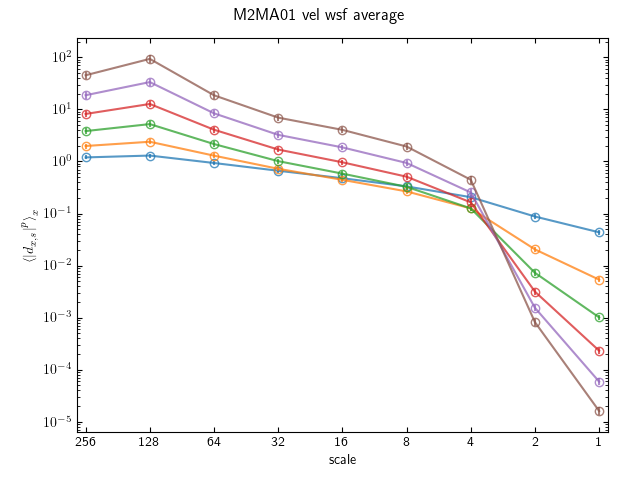 M2MA01 vel wsf average
⟨|d_{x,s}|^p⟩_x
10^2
10^1
10^0
10^{-1}
10^{-2}
10^{-3}
10^{-4}
10^{-5}
256 128 64 32 16 8 4 2 1
scale